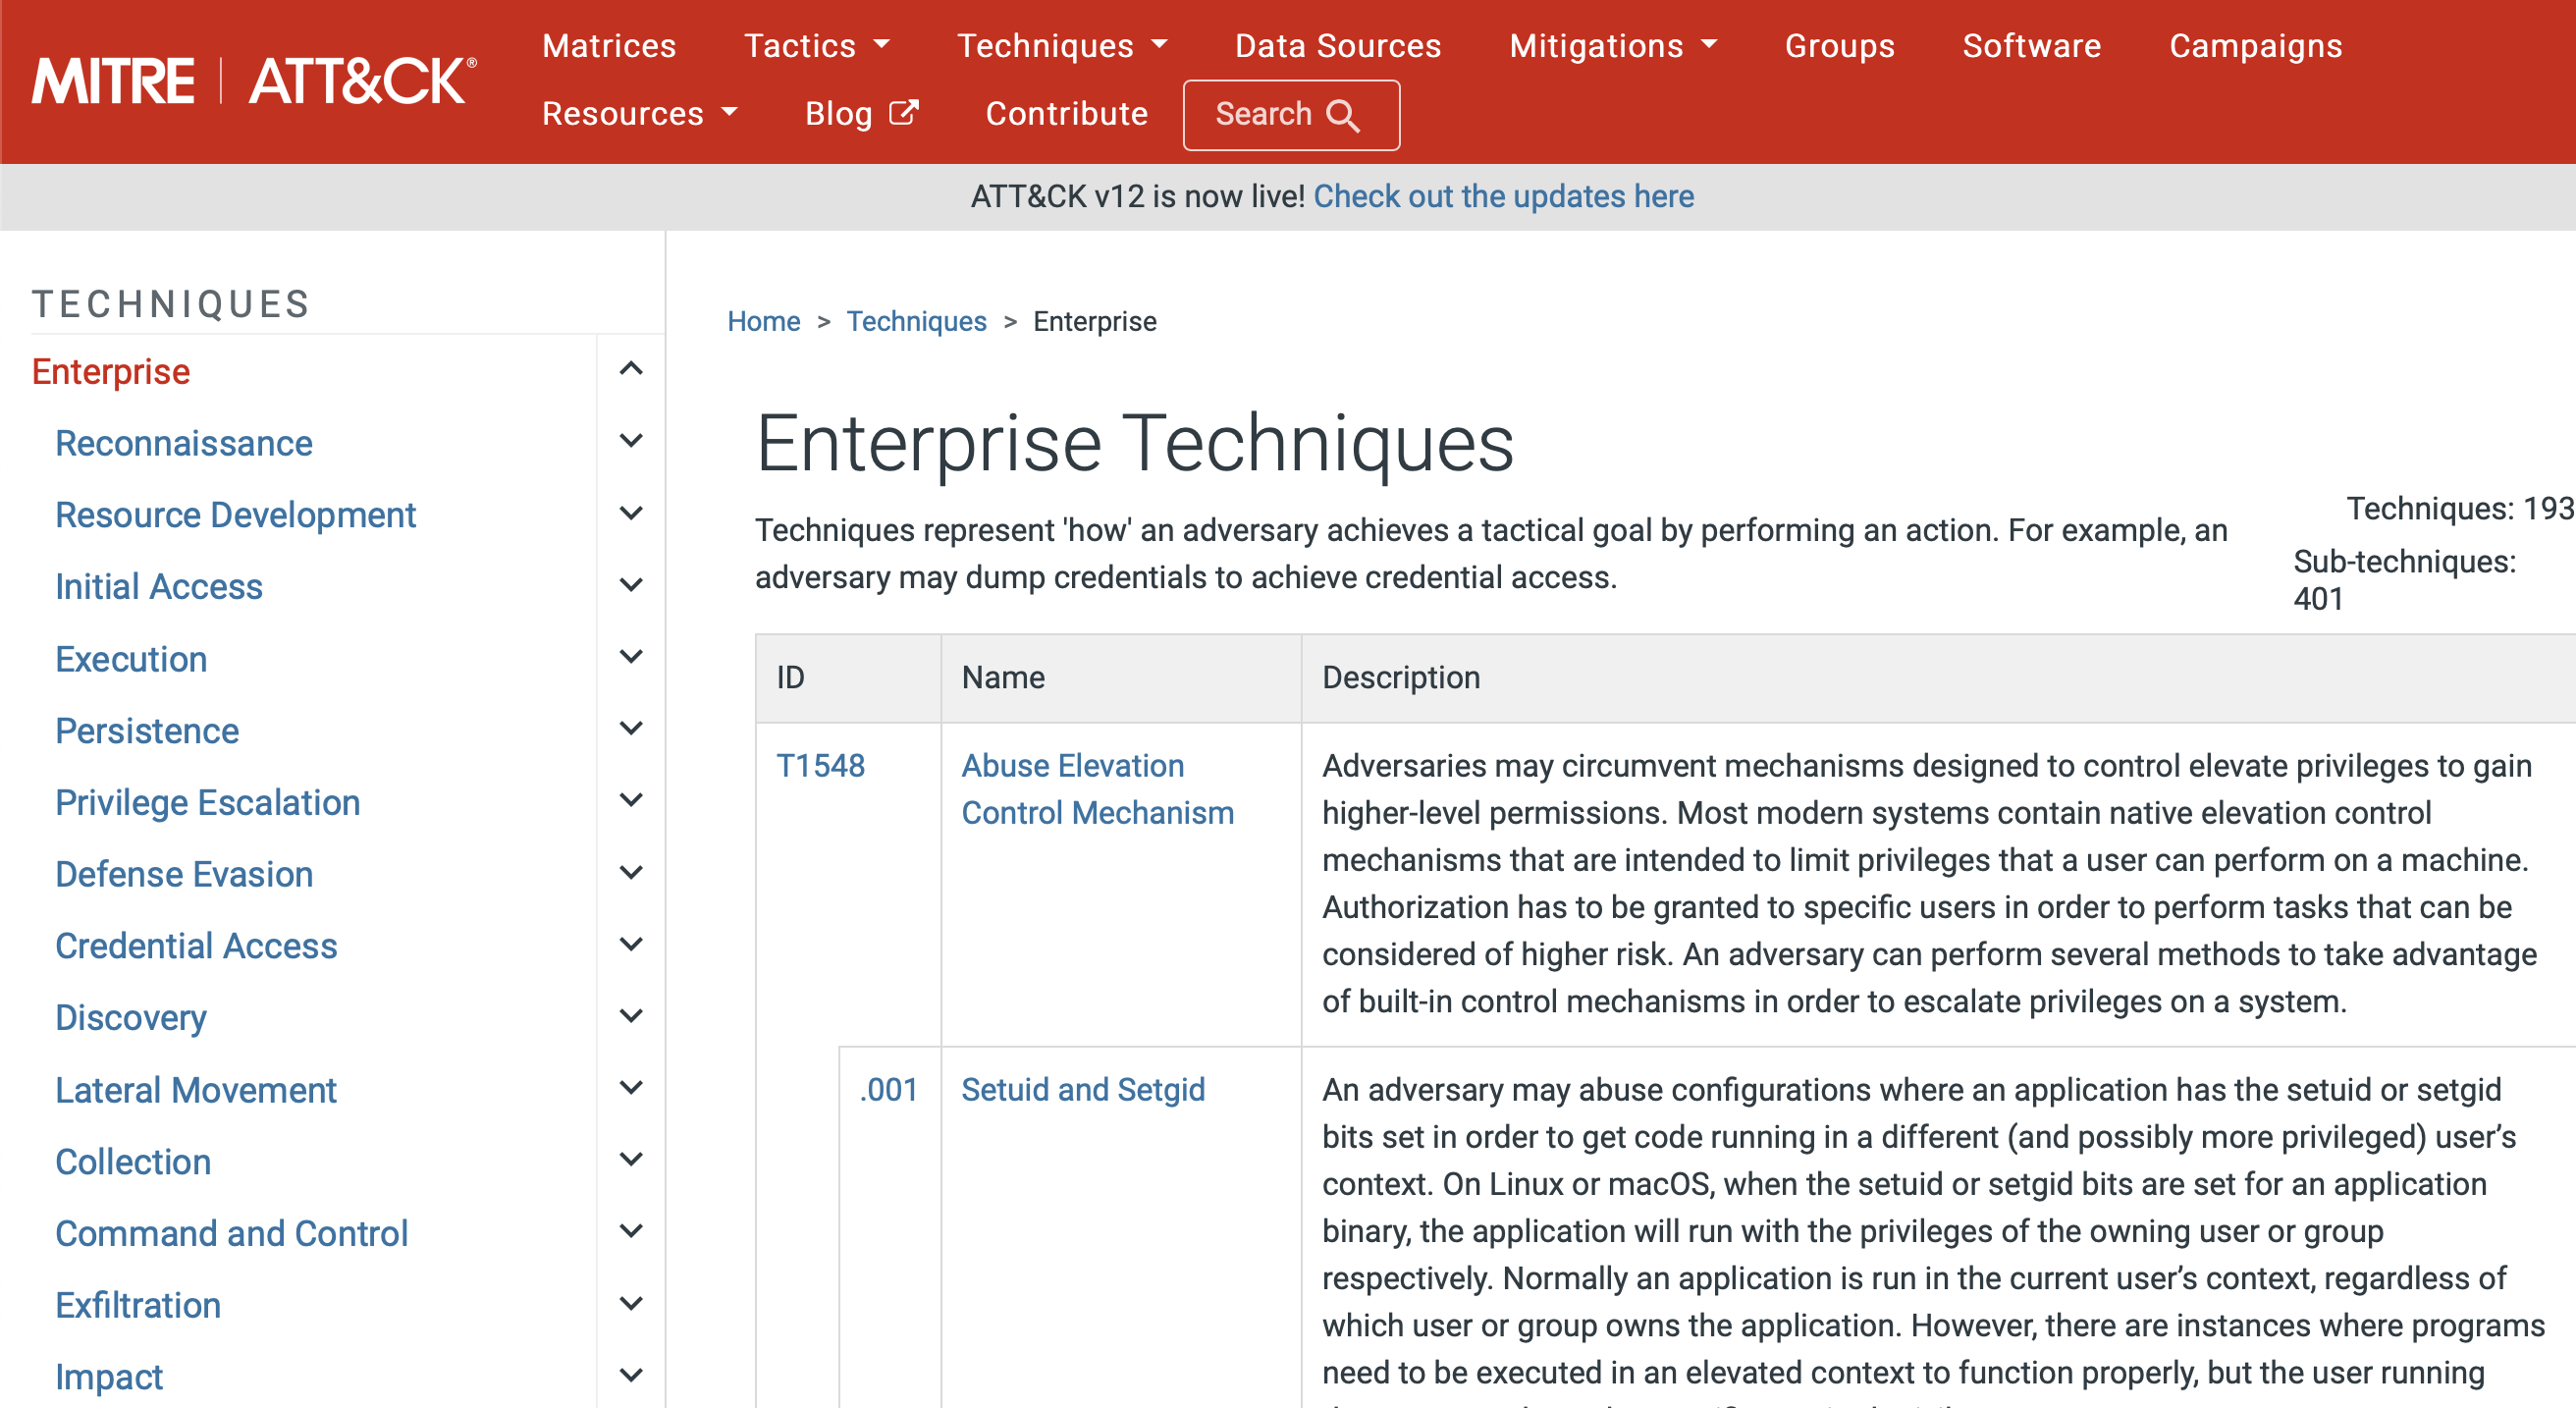 MITRE | ATT&CK®
Matrices Tactics Techniques Data Sources Mitigations Groups Software Campaigns
Resources Blog Contribute Search
ATT&CK v12 is now live! Check out the updates here
TECHNIQUES
Enterprise
Reconnaissance
Resource Development
Initial Access
Execution
Persistence
Privilege Escalation
Defense Evasion
Credential Access
Discovery
Lateral Movement
Collection
Command and Control
Exfiltration
Impact
Home > Techniques > Enterprise
Enterprise Techniques
Techniques represent 'how' an adversary achieves a tactical goal by performing an action. For example, an
adversary may dump credentials to achieve credential access.
Techniques: 193
Sub-techniques:
401
ID Name Description
T1548 Abuse Elevation
Control Mechanism
Adversaries may circumvent mechanisms designed to control elevate privileges to gain
higher-level permissions. Most modern systems contain native elevation control
mechanisms that are intended to limit privileges that a user can perform on a machine.
Authorization has to be granted to specific users in order to perform tasks that can be
considered of higher risk. An adversary can perform several methods to take advantage
of built-in control mechanisms in order to escalate privileges on a system.
.001 Setuid and Setgid
An adversary may abuse configurations where an application has the setuid or setgid
bits set in order to get code running in a different (and possibly more privileged) user’s
context. On Linux or macOS, when the setuid or setgid bits are set for an application
binary, the application will run with the privileges of the owning user or group
respectively. Normally an application is run in the current user’s context, regardless of
which user or group owns the application. However, there are instances where programs
need to be executed in an elevated context to function properly, but the user running